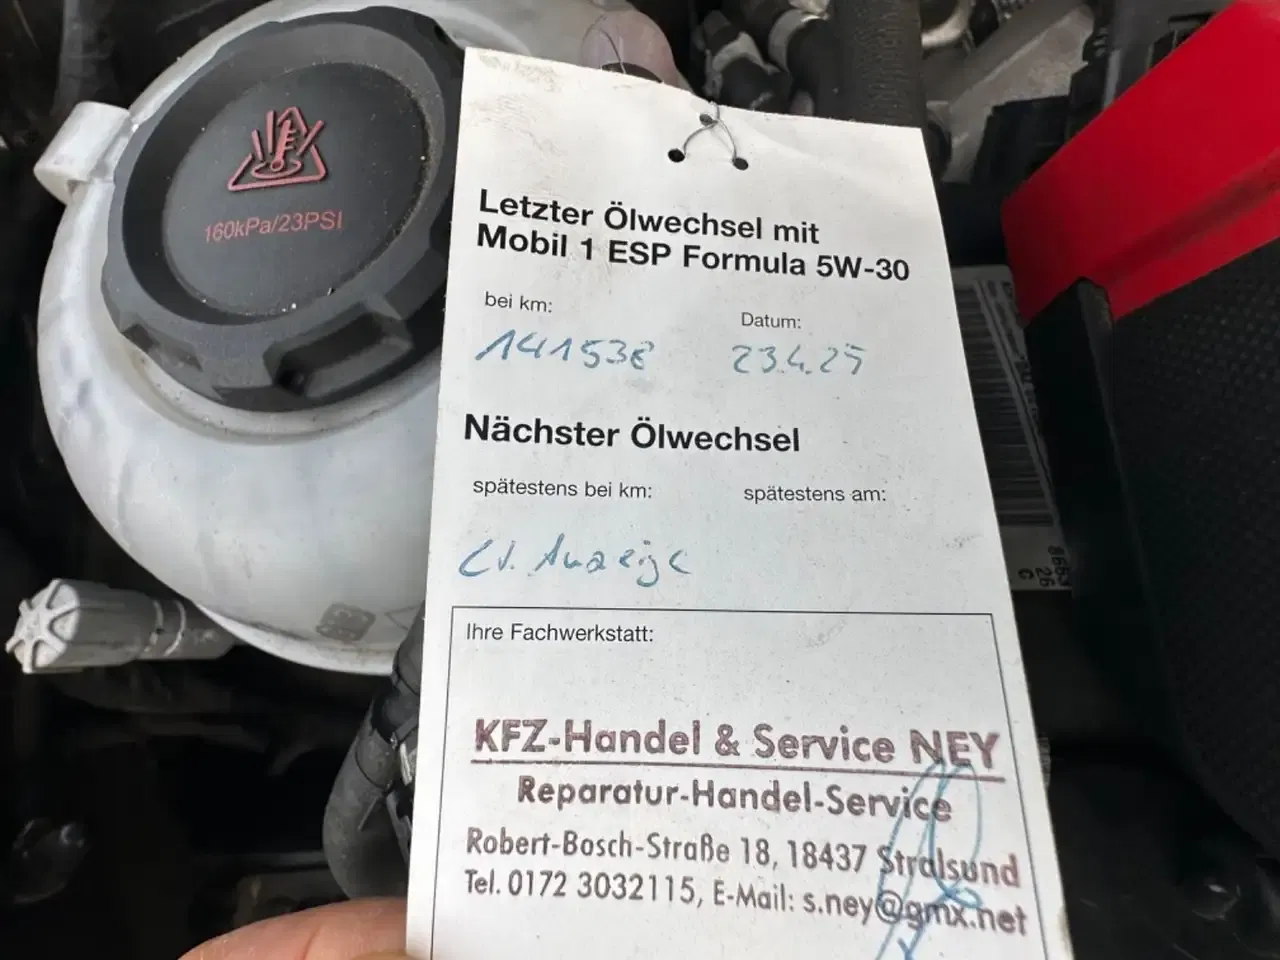 160kPa/23PSI
Letzter Ölwechsel mit
Mobil 1 ESP Formula 5W-30
bei km:
Datum:
141538
23.4.25
Nächster Ölwechsel
spätestens bei km:
spätestens am:
lt. Anzeige
Ihre Fachwerkstatt:
KFZ-Handel & Service NEY
Reparatur-Handel-Service
Robert-Bosch-Straße 18, 18437 Stralsund
Tel. 0172 3032115, E-Mail: s.ney@gmx.net